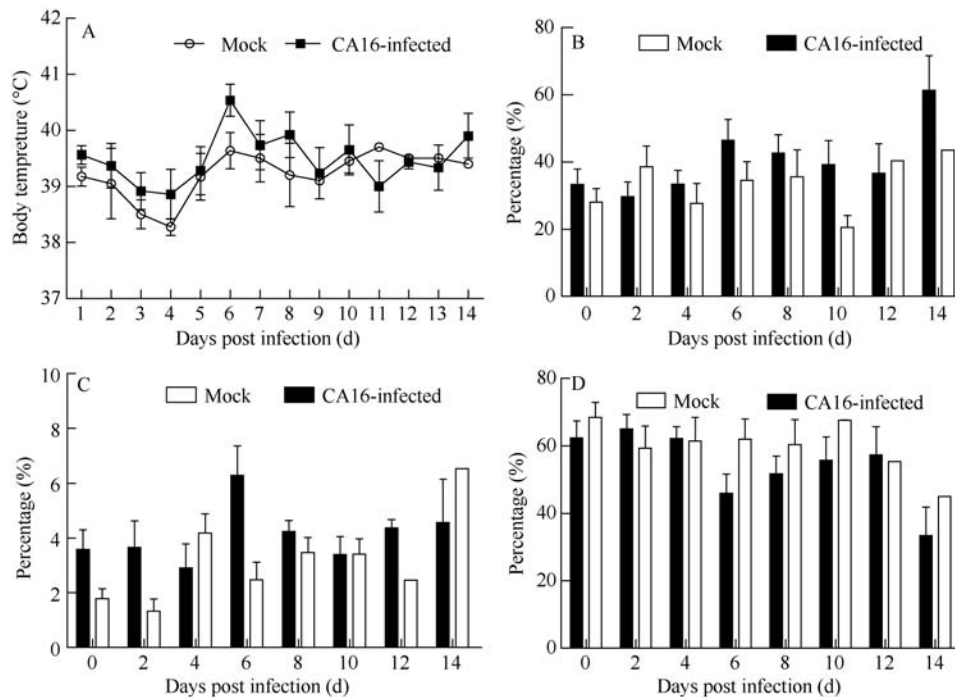 A
Mock CA16-infected
42
41
40
39
38
37
Body tempreture (°C)
1 2 3 4 5 6 7 8 9 10 11 12 13 14
Days post infection (d)
B
CA16-infected Mock
80
60
40
20
0
Percentage (%)
0 2 4 6 8 10 12 14
Days post infection (d)
C
Mock CA16-infected
10
8
6
4
2
0
Percentage (%)
0 2 4 6 8 10 12 14
Days post infection (d)
D
Mock CA16-infected
80
60
40
20
0
Percentage (%)
0 2 4 6 8 10 12 14
Days post infection (d)